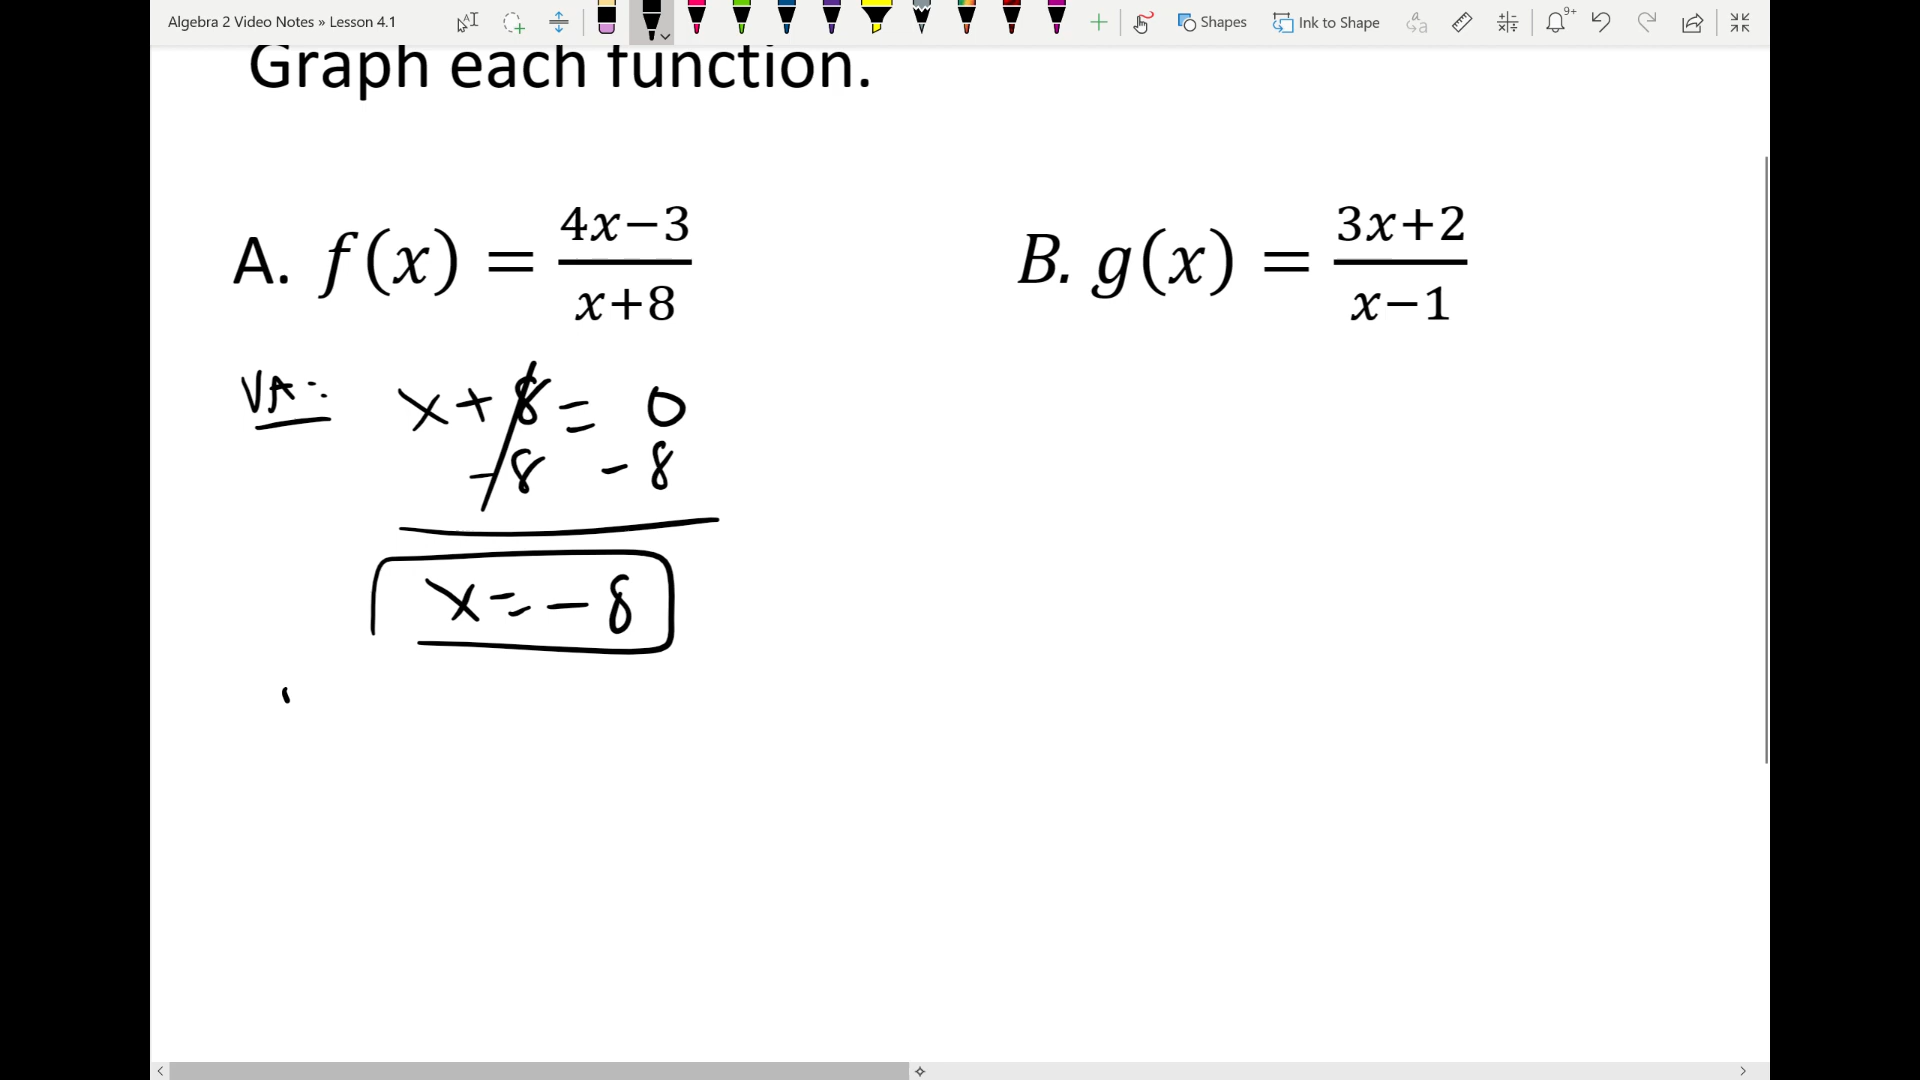 Algebra 2 Video Notes » Lesson 4.1
Shapes
Ink to Shape
9+
Graph each function.
A. f(x) = 4x−3 / x+8
B. g(x) = 3x+2 / x−1
VA:
x + 8 = 0
-8 -8
x = -8